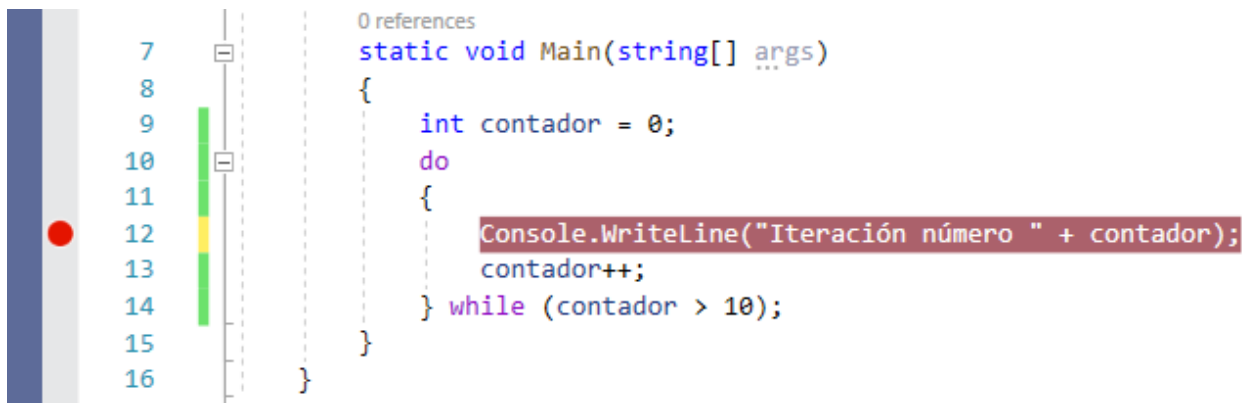 0 references
7 static void Main(string[] args)
8 {
9 int contador = 0;
10 do
11 {
12 Console.WriteLine("Iteración número " + contador);
13 contador++;
14 } while (contador > 10);
15 }
16 }